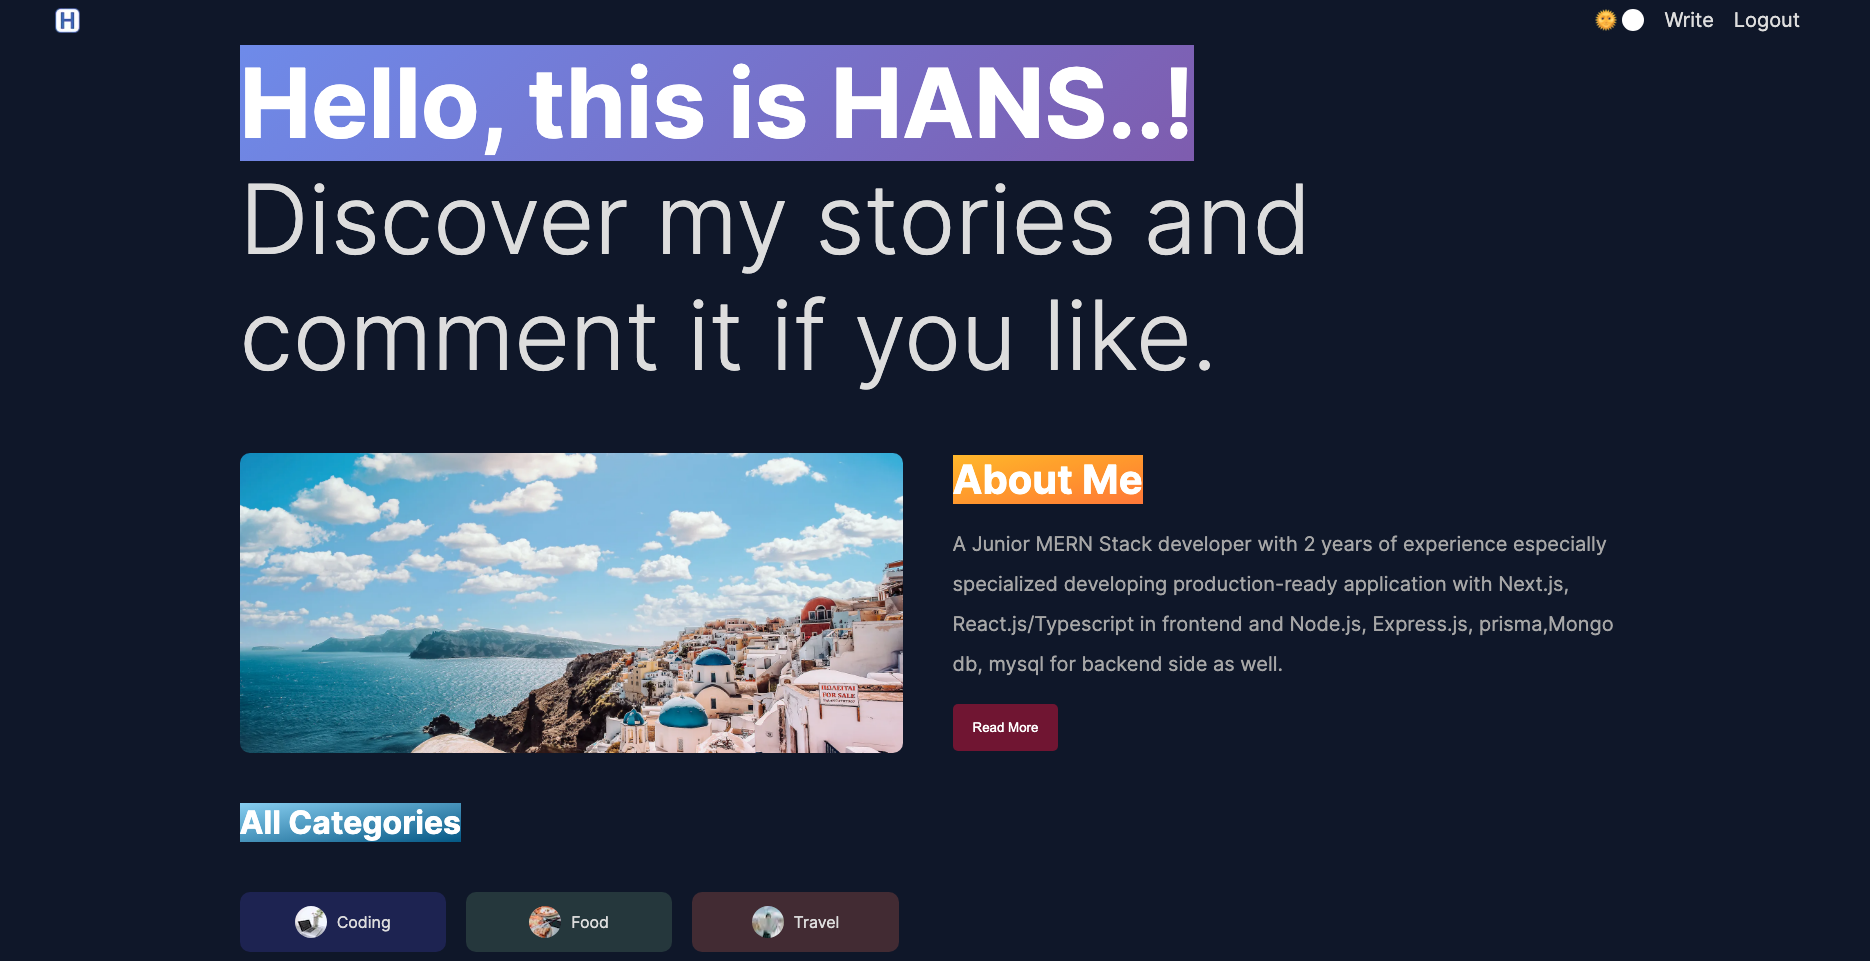 H
Write
Logout
Hello, this is HANS..!
Discover my stories and
comment it if you like.
About Me
A Junior MERN Stack developer with 2 years of experience especially
specialized developing production-ready application with Next.js,
React.js/Typescript in frontend and Node.js, Express.js, prisma,Mongo
db, mysql for backend side as well.
Read More
ΠΩΛΕΙΤΑΙ
FOR SALE
All Categories
Coding
Food
Travel